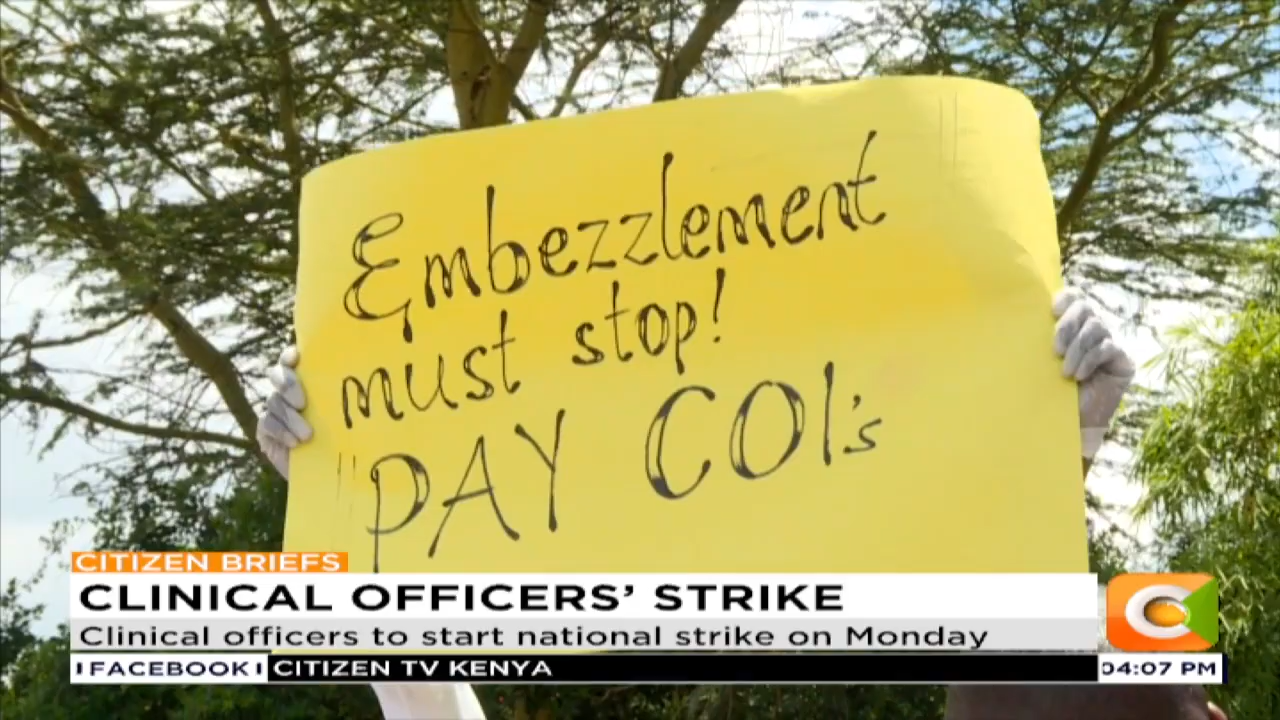 Embezzlement
must stop!
"PAY COI's
CITIZEN BRIEFS
CLINICAL OFFICERS' STRIKE
Clinical officers to start national strike on Monday
FACEBOOK CITIZEN TV KENYA
04:07 PM